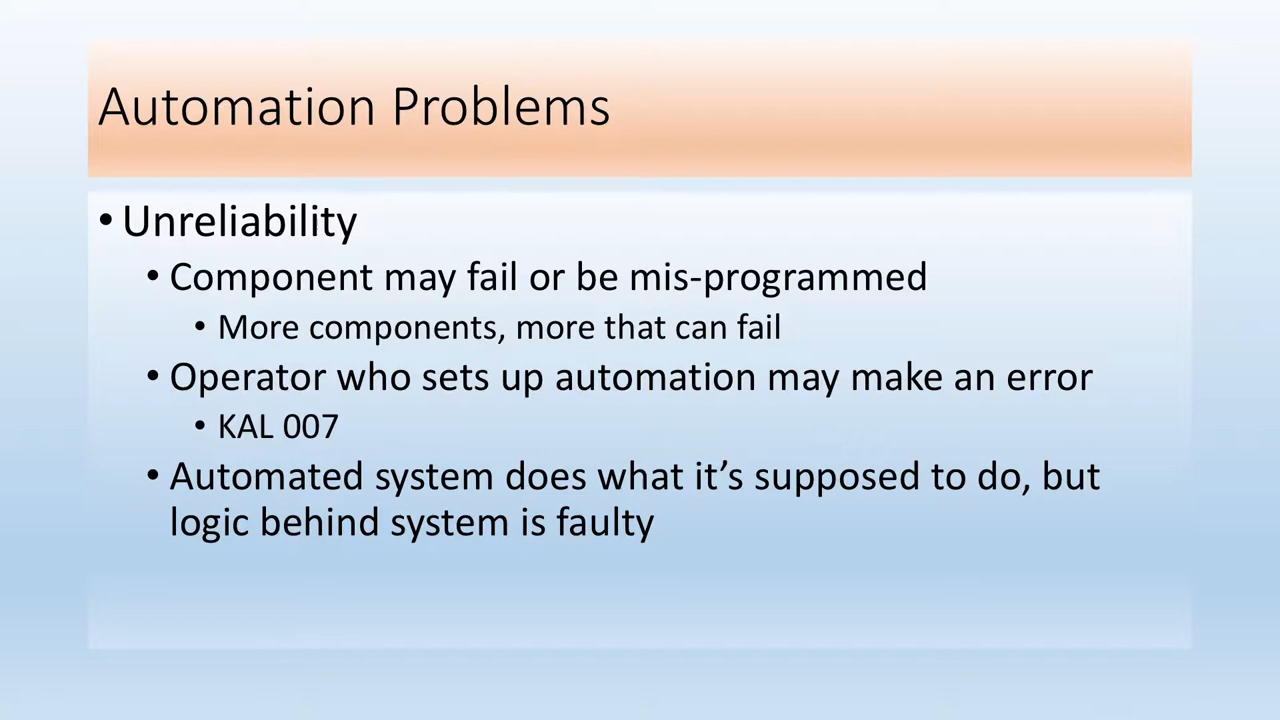 Automation Problems
• Unreliability
• Component may fail or be mis-programmed
• More components, more that can fail
• Operator who sets up automation may make an error
• KAL 007
• Automated system does what it’s supposed to do, but
logic behind system is faulty